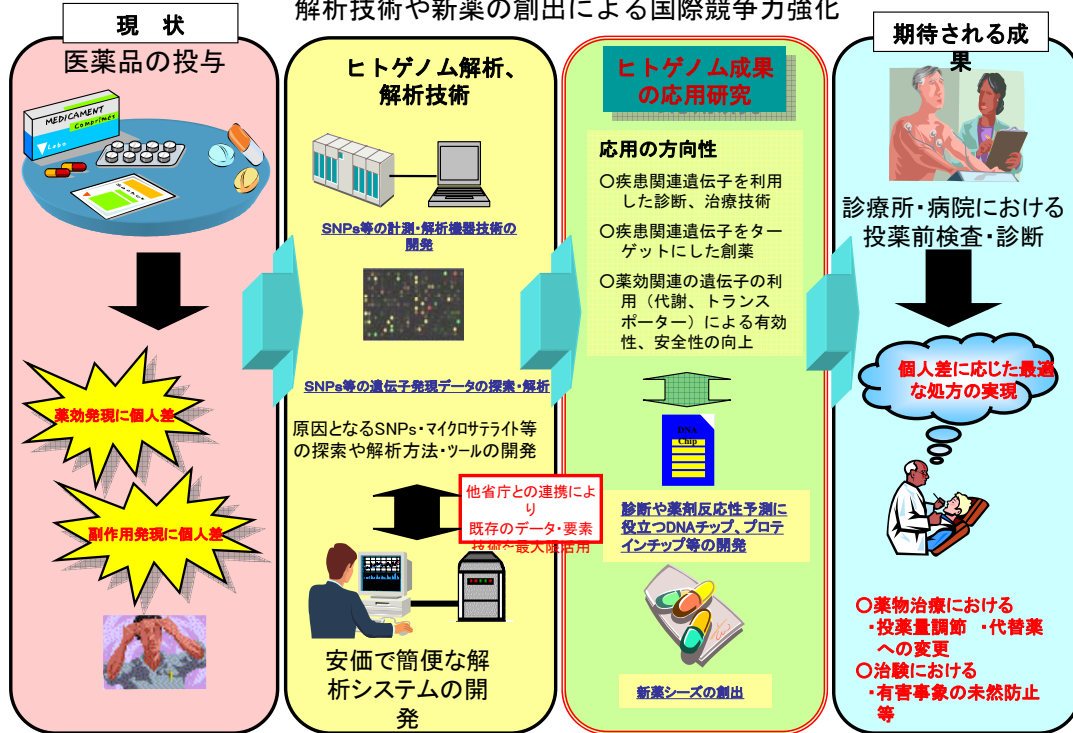 解析技術や新薬の創出による国際競争力強化
現　状
医薬品の投与
MEDICAMENT
Comprimes
Labo
薬効発現に個人差
副作用発現に個人差
ヒトゲノム解析、
解析技術
SNPs等の計測・解析機器技術の
開発
SNPs等の遺伝子発現データの探索・解析
原因となるSNPs・マイクロサテライト等
の探索や解析方法・ツールの開発
他省庁との連携によ
り
既存のデータ・要素
技術を最大限活用
安価で簡便な解
析システムの開
発
ヒトゲノム成果
の応用研究
応用の方向性
○疾患関連遺伝子を利用
した診断、治療技術
○疾患関連遺伝子をター
ゲットにした創薬
○薬効関連の遺伝子の利
用（代謝、トランス
ポーター）による有効
性、安全性の向上
DNA
Chip
診断や薬剤反応性予測に
役立つDNAチップ、プロテ
インチップ等の開発
新薬シーズの創出
期待される成
果
診療所・病院における
投薬前検査・診断
個人差に応じた最適
な処方の実現
○薬物治療における
・投薬量調節　・代替薬
への変更
○治験における
・有害事象の未然防止
等